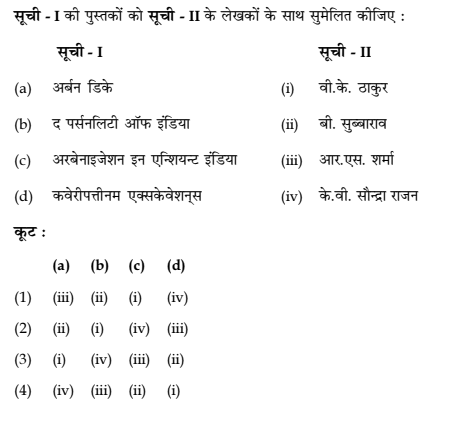 सूची - I की पुस्तकों को सूची - II के लेखकों के साथ सुमेलित कीजिए :
सूची - I सूची - II
(a) अर्बन डिके (i) वी.के. ठाकुर
(b) द पर्सनलिटी ऑफ इंडिया (ii) बी. सुब्बाराव
(c) अरबेनाइजेशन इन एन्शियन्ट इंडिया (iii) आर.एस. शर्मा
(d) कवेरीपत्तीनम एक्सकेवेशन्स (iv) के.वी. सौन्द्रा राजन
कूट :
(a) (b) (c) (d)
(1) (iii) (ii) (i) (iv)
(2) (ii) (i) (iv) (iii)
(3) (i) (iv) (iii) (ii)
(4) (iv) (iii) (ii) (i)